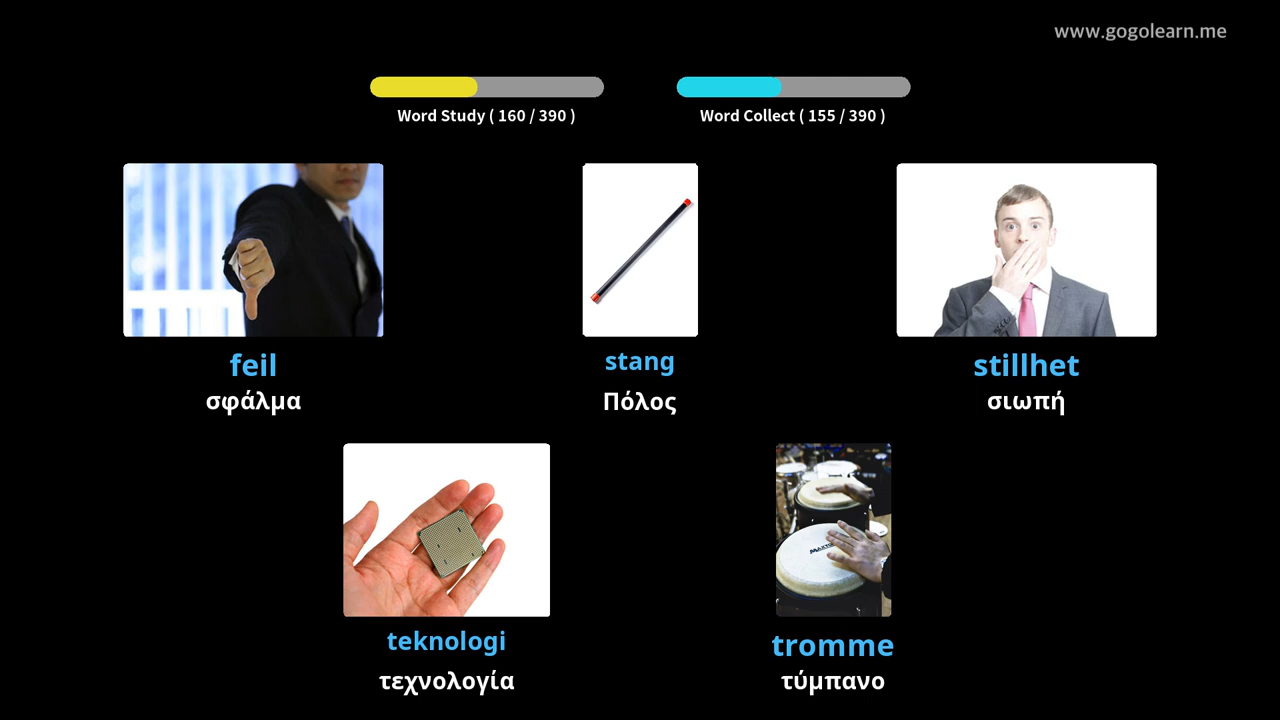 www.gogolearn.me
Word Study ( 160 / 390 )
Word Collect ( 155 / 390 )
feil
σφάλμα
stang
Πόλος
stillhet
σιωπή
teknologi
τεχνολογία
tromme
τύμπανο